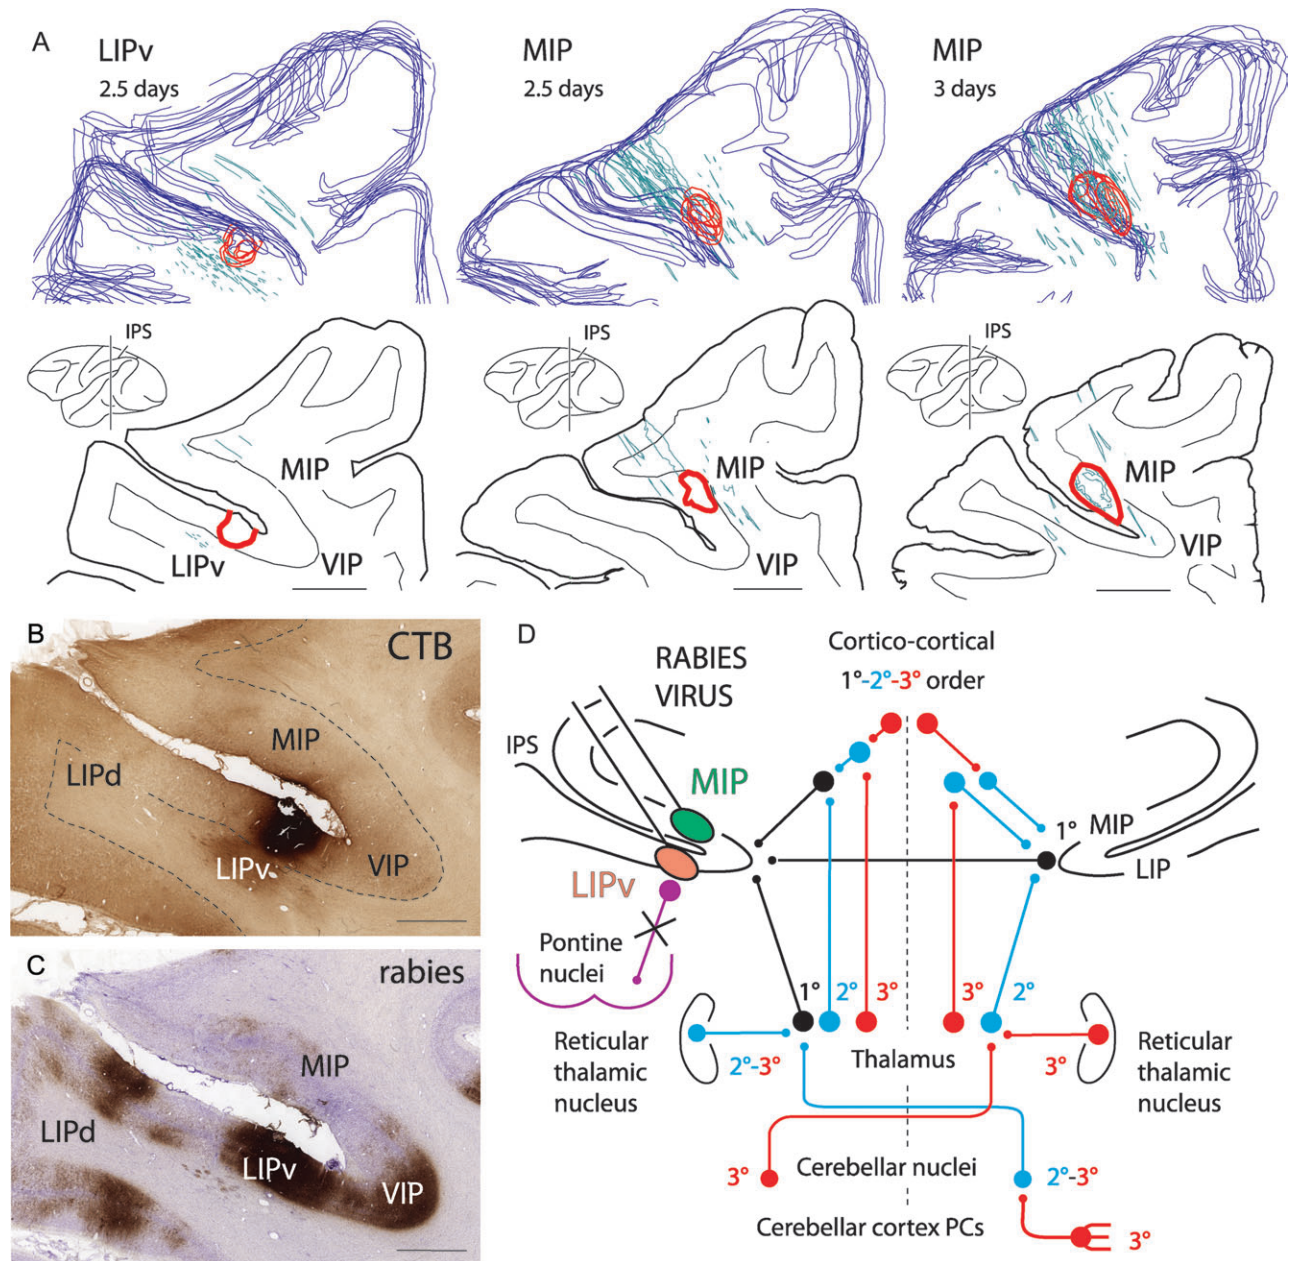 A
LIPv
2.5 days
MIP
2.5 days
MIP
3 days
IPS
MIP
LIPv
VIP
IPS
MIP
VIP
IPS
MIP
VIP
B
CTB
MIP
LIPd
LIPv
VIP
C
rabies
MIP
LIPd
LIPv
VIP
D
Cortico-cortical
1°-2°-3° order
RABIES
VIRUS
IPS
MIP
LIPv
Pontine
nuclei
1°
MIP
LIP
1°
2°
3°
3°
2°
Reticular
thalamic
nucleus
2°-3°
Thalamus
3°
Reticular
thalamic
nucleus
3°
Cerebellar nuclei
2°-3°
Cerebellar cortex PCs
3°